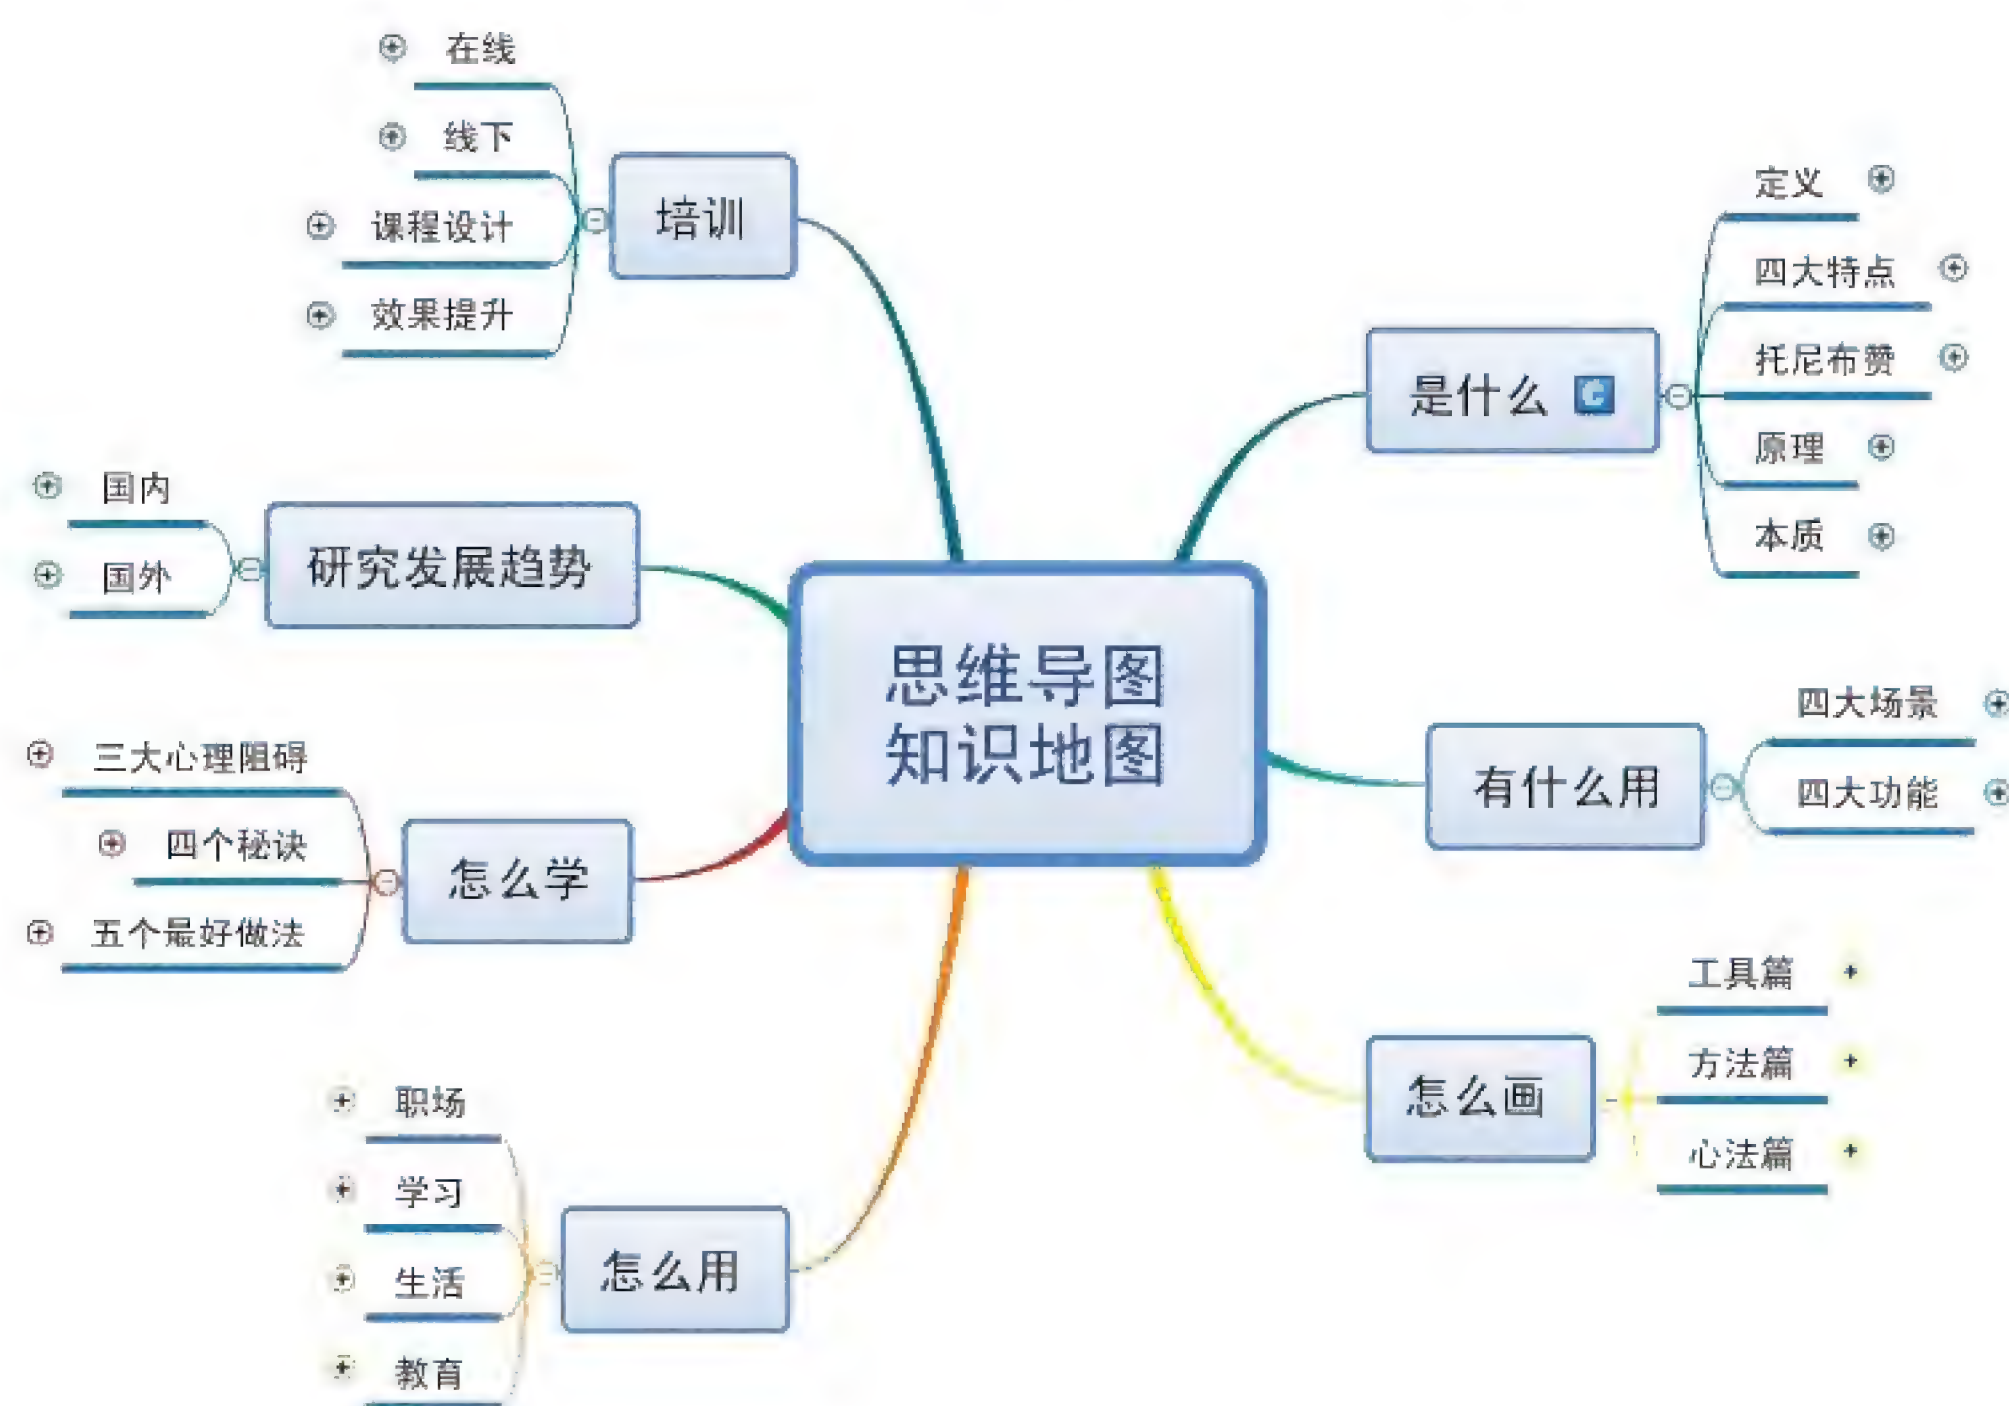 思维导图
知识地图
是什么
定义
四大特点
托尼布赞
原理
本质
有什么用
四大场景
四大功能
怎么画
工具篇
方法篇
心法篇
怎么用
职场
学习
生活
教育
怎么学
三大心理阻碍
四个秘诀
五个最好做法
研究发展趋势
国内
国外
培训
在线
线下
课程设计
效果提升